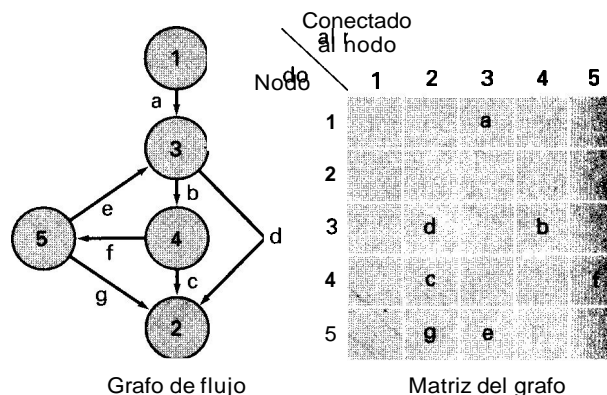 1
a
3
b
e
d
5
4
f
c
g
2
Grafo de flujo
Conectado
al nodo
Nodo
1 2 3 4 5
1 a
2
3 d b
4 c f
5 g e
Matriz del grafo